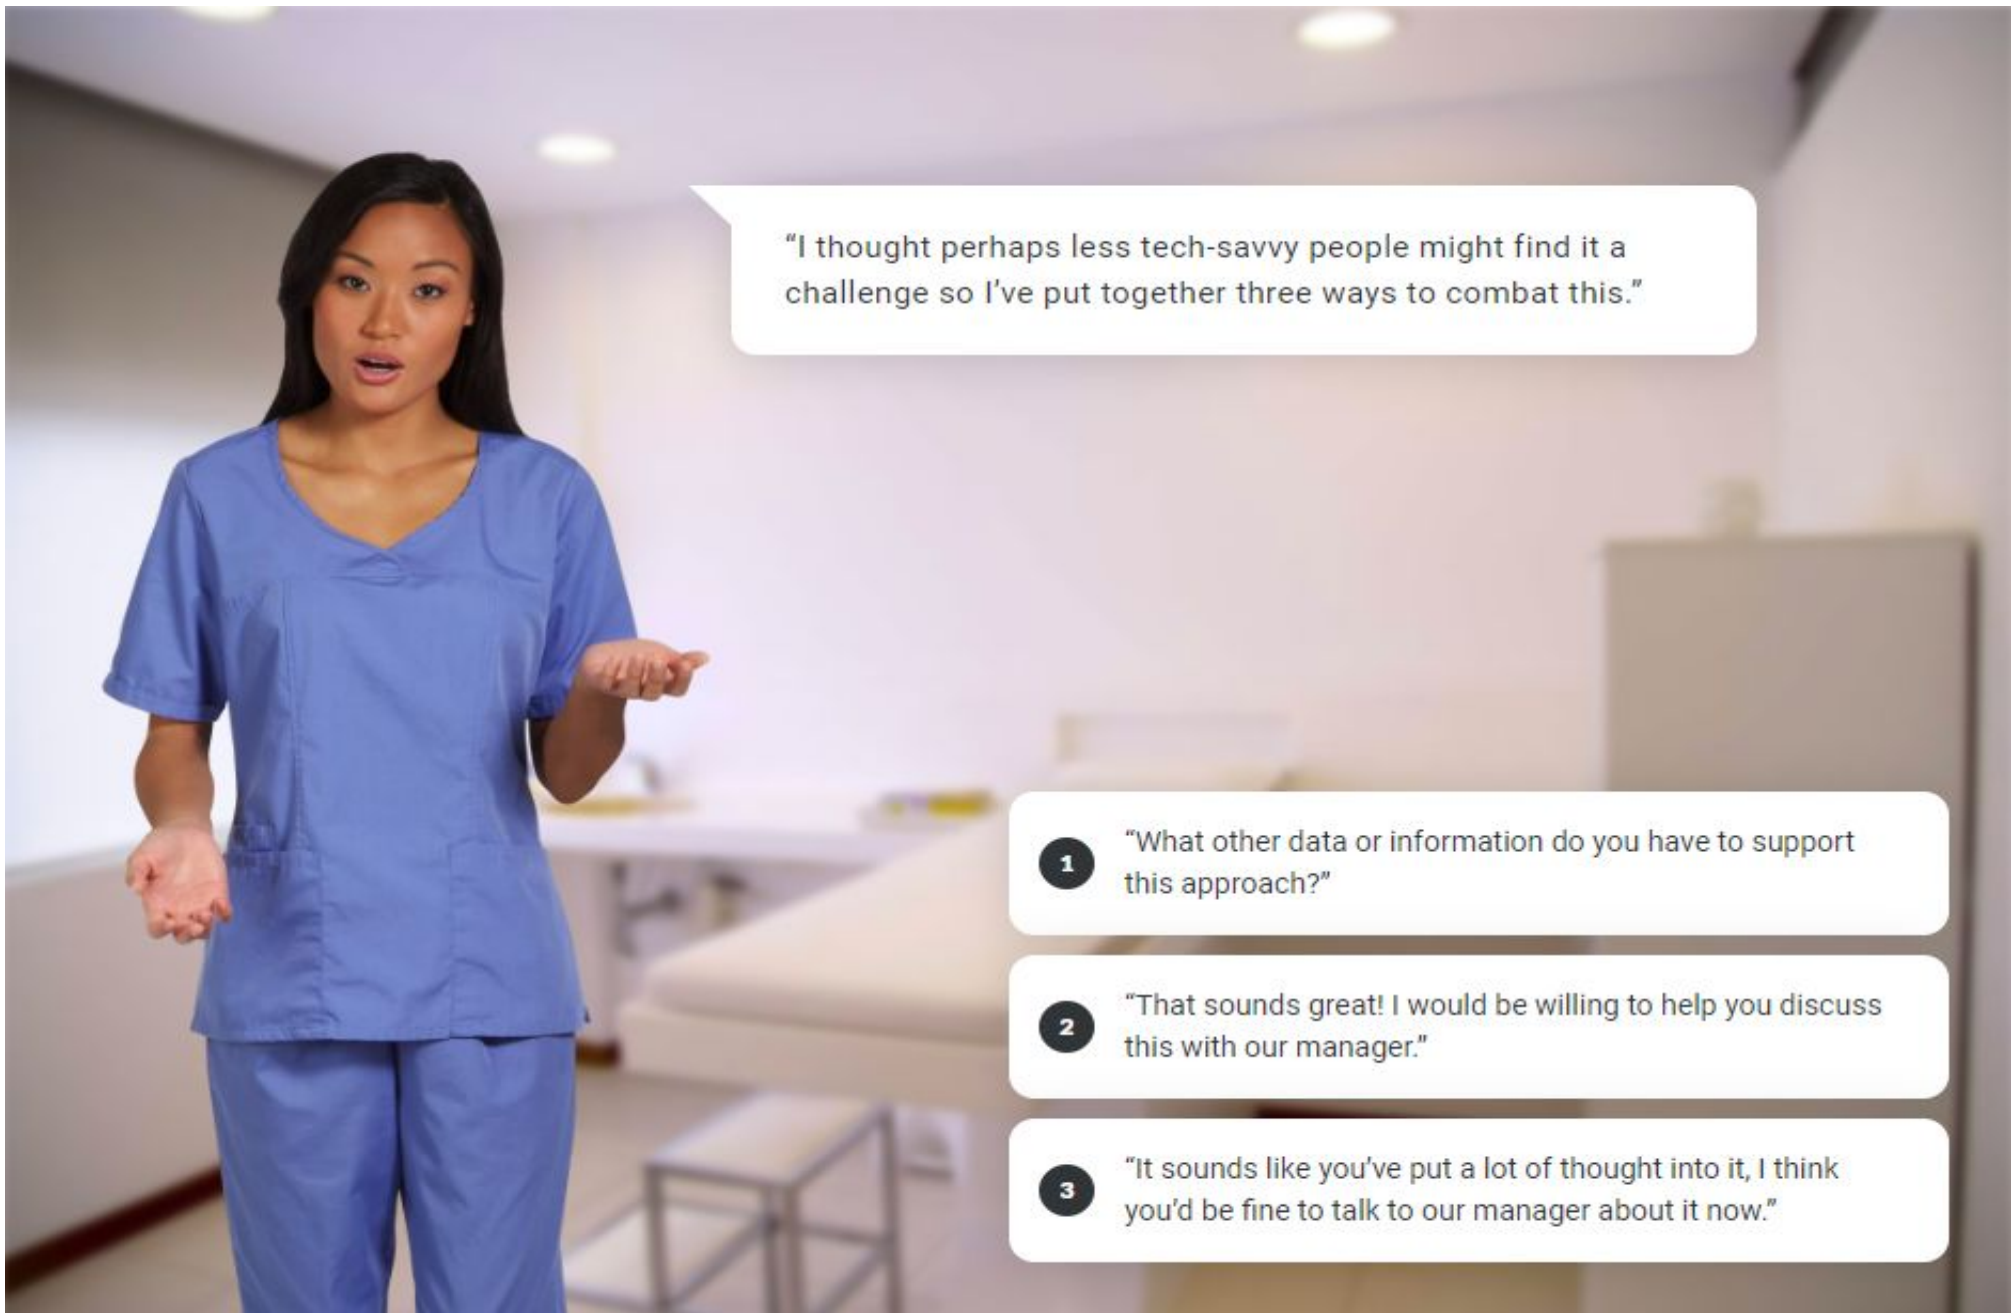 “I thought perhaps less tech-savvy people might find it a
challenge so I’ve put together three ways to combat this.”
1
“What other data or information do you have to support
this approach?”
2
“That sounds great! I would be willing to help you discuss
this with our manager.”
3
“It sounds like you’ve put a lot of thought into it, I think
you’d be fine to talk to our manager about it now.”